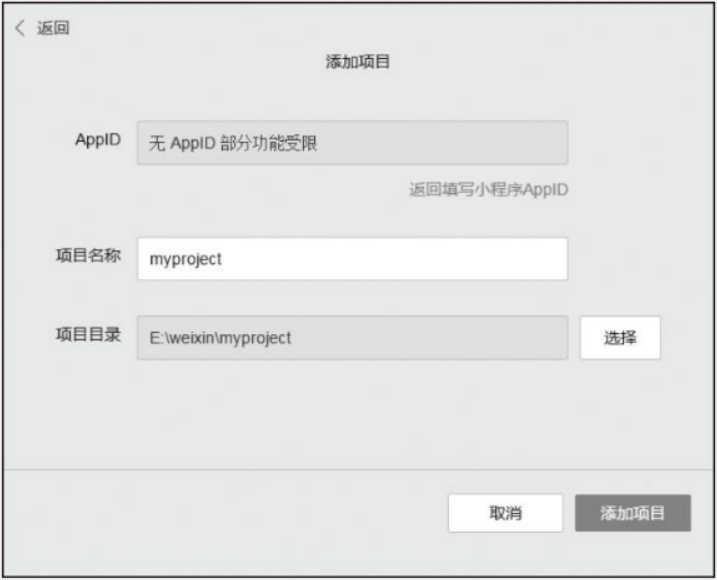 返回
添加项目
AppID 无 AppID 部分功能受限
返回填写小程序AppID
项目名称 myproject
项目目录 E:\weixin\myproject 选择
取消 添加项目